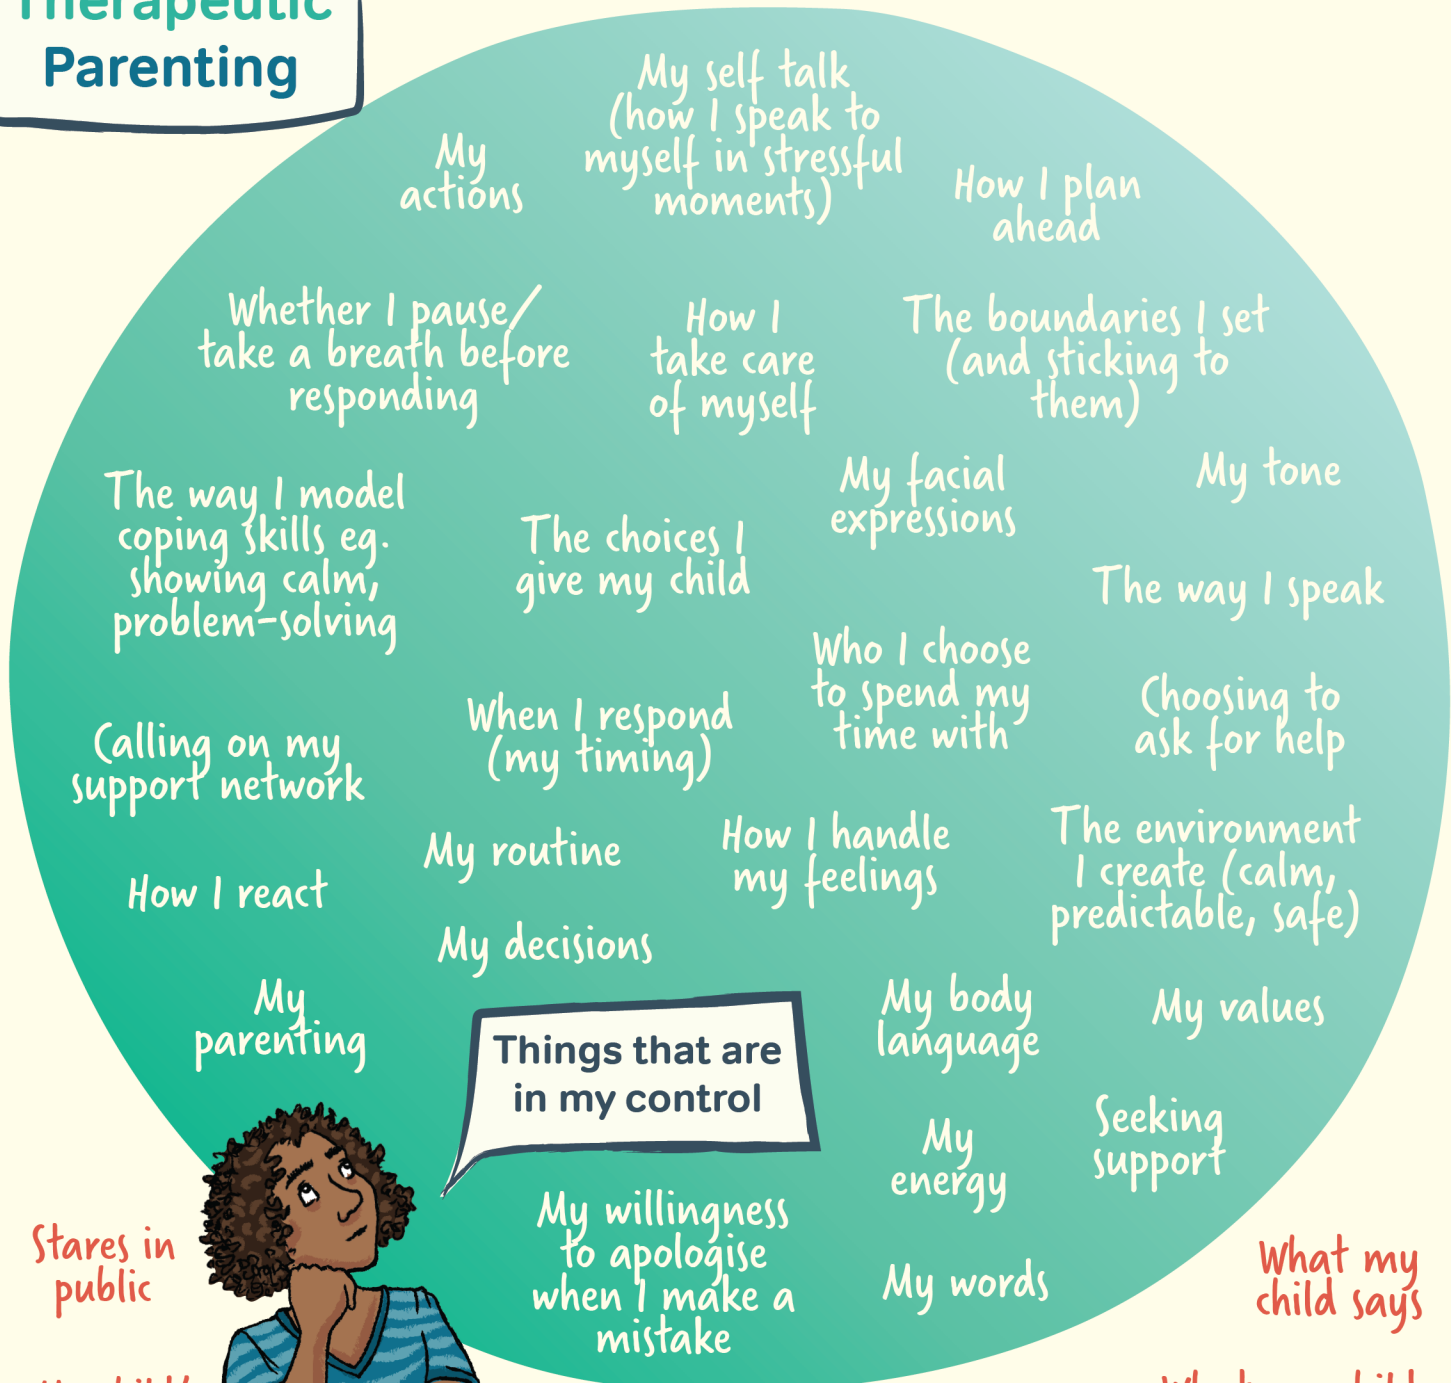 Therapeutic
Parenting
My self talk
(how I speak to
myself in stressful
moments)
My
actions
How I plan
ahead
Whether I pause/
take a breath before
responding
How I
take care
of myself
The boundaries I set
(and sticking to
them)
The way I model
coping skills eg.
showing calm,
problem-solving
The choices I
give my child
My facial
expressions
My tone
The way I speak
Who I choose
to spend my
time with
Choosing to
ask for help
When I respond
(my timing)
Calling on my
support network
My routine
How I handle
my feelings
The environment
I create (calm,
predictable, safe)
How I react
My decisions
My
parenting
Things that are
in my control
My body
language
My values
My
energy
Seeking
support
My willingness
to apologise
when I make a
mistake
My words
Stares in
public
What my
child says